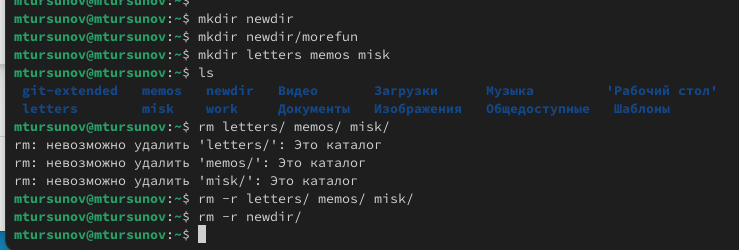 mtursunov@mtursunov:~$
mtursunov@mtursunov:~$ mkdir newdir
mtursunov@mtursunov:~$ mkdir newdir/morefun
mtursunov@mtursunov:~$ mkdir letters memos misk
mtursunov@mtursunov:~$ ls
git-extended memos newdir Видео Загрузки Музыка 'Рабочий стол'
letters misk work Документы Изображения Общедоступные Шаблоны
mtursunov@mtursunov:~$ rm letters/ memos/ misk/
rm: невозможно удалить 'letters/': Это каталог
rm: невозможно удалить 'memos/': Это каталог
rm: невозможно удалить 'misk/': Это каталог
mtursunov@mtursunov:~$ rm -r letters/ memos/ misk/
mtursunov@mtursunov:~$ rm -r newdir/
mtursunov@mtursunov:~$